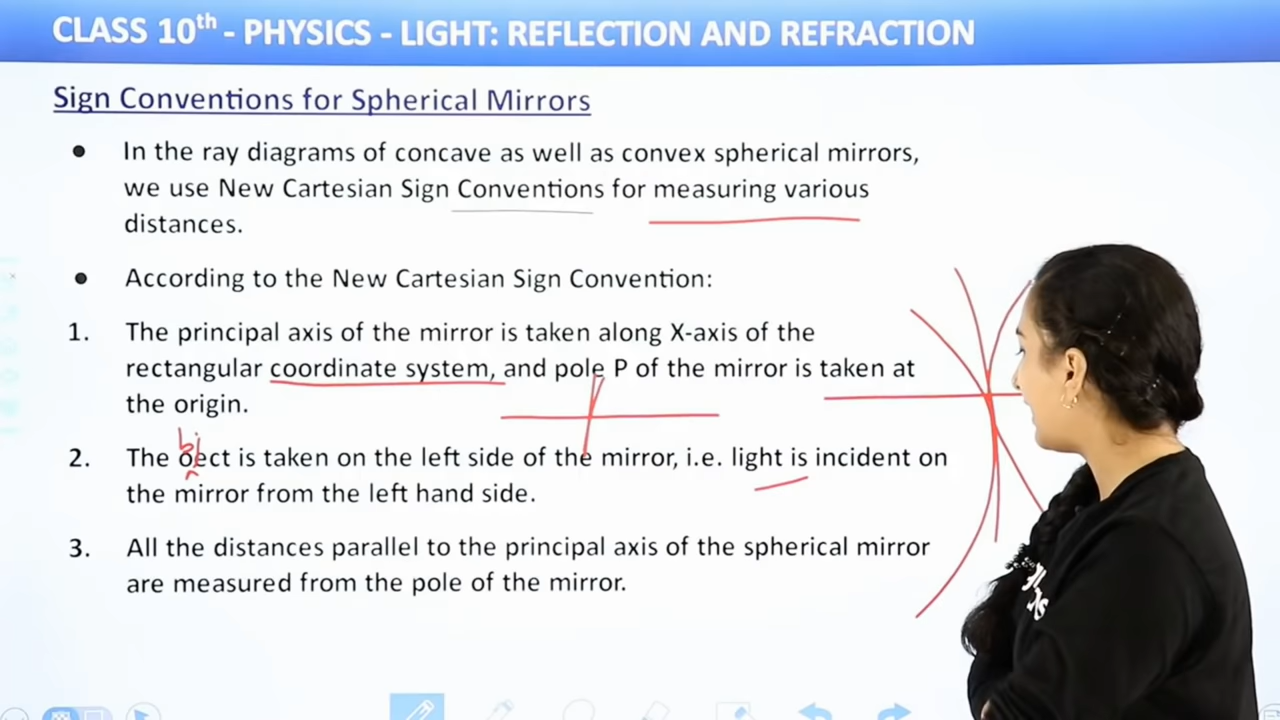 CLASS 10th - PHYSICS - LIGHT: REFLECTION AND REFRACTION
Sign Conventions for Spherical Mirrors
● In the ray diagrams of concave as well as convex spherical mirrors,
we use New Cartesian Sign Conventions for measuring various
distances.
● According to the New Cartesian Sign Convention:
1. The principal axis of the mirror is taken along X-axis of the
rectangular coordinate system, and pole P of the mirror is taken at
the origin.
bj
2. The oect is taken on the left side of the mirror, i.e. light is incident on
the mirror from the left hand side.
3. All the distances parallel to the principal axis of the spherical mirror
are measured from the pole of the mirror.